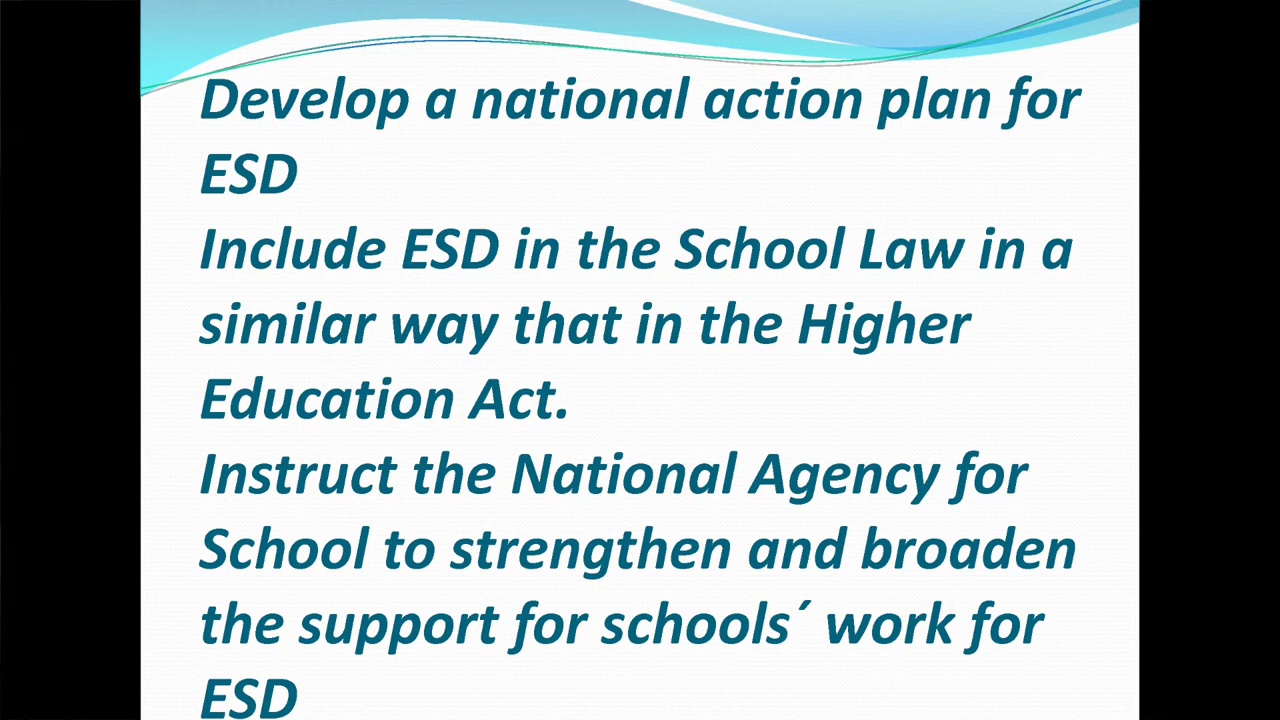 Develop a national action plan for
ESD
Include ESD in the School Law in a
similar way that in the Higher
Education Act.
Instruct the National Agency for
School to strengthen and broaden
the support for schools´ work for
ESD